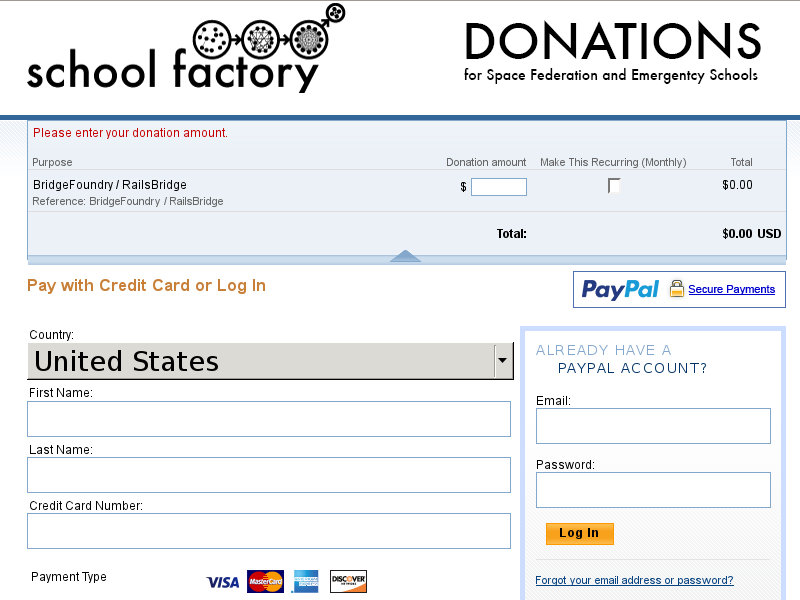 school factory
DONATIONS
for Space Federation and Emergentcy Schools
Please enter your donation amount.
Purpose Donation amount Make This Recurring (Monthly) Total
BridgeFoundry / RailsBridge $ $0.00
Reference: BridgeFoundry / RailsBridge
Total: $0.00 USD
Pay with Credit Card or Log In
PayPal Secure Payments
Country:
United States
First Name:
Last Name:
Credit Card Number:
Payment Type VISA MasterCard AMERICAN EXPRESS DISCOVER
ALREADY HAVE A
PAYPAL ACCOUNT?
Email:
Password:
Log In
Forgot your email address or password?